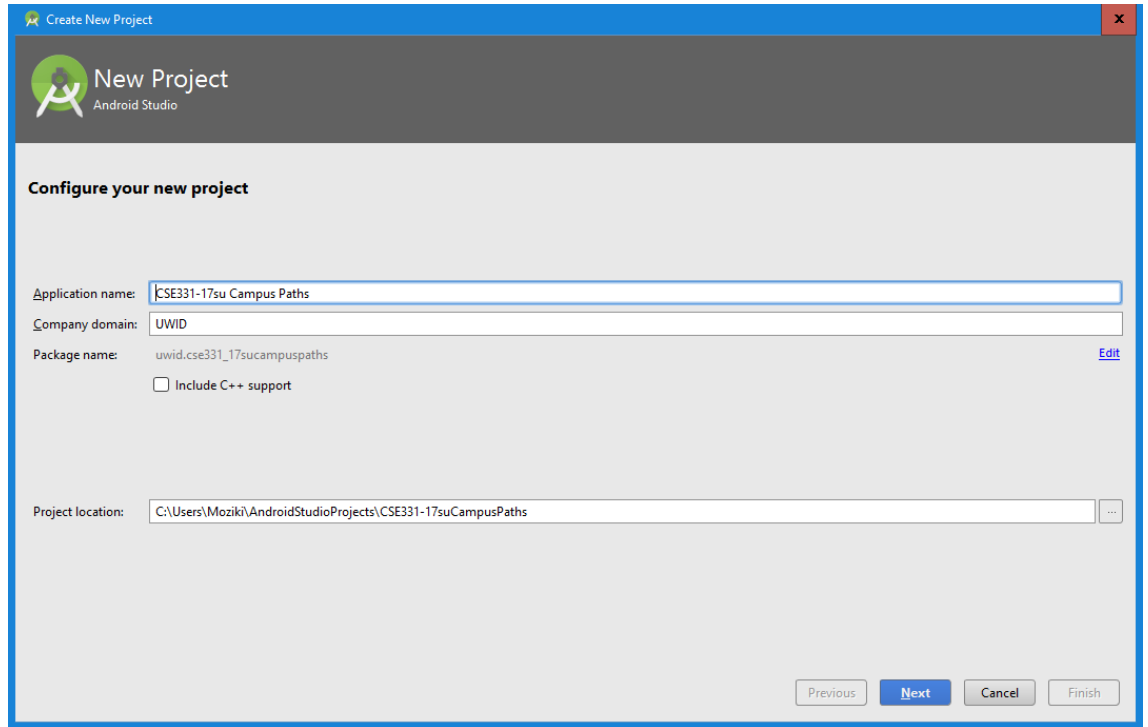 Create New Project
x
New Project
Android Studio
Configure your new project
Application name: CSE331-17su Campus Paths
Company domain: UWID
Package name: uwid.cse331_17sucampuspaths Edit
Include C++ support
Project location: C:\Users\Moziki\AndroidStudioProjects\CSE331-17suCampusPaths ...
Previous Next Cancel Finish